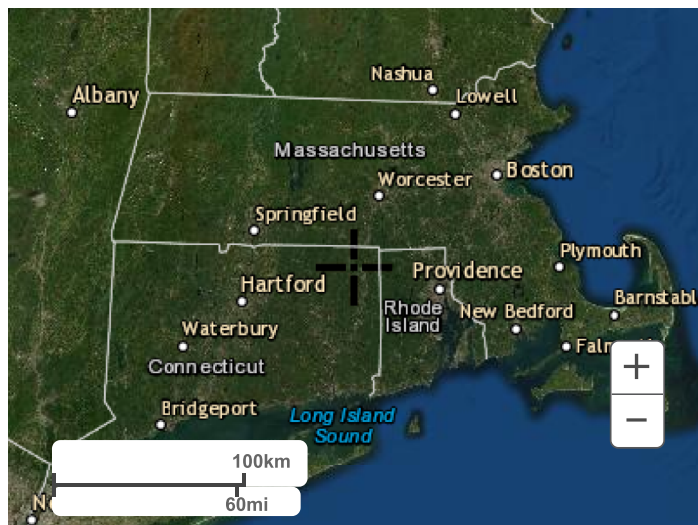 Nashua
Albany
Lowell
Massachusetts
Boston
Worcester
Springfield
Plymouth
Providence
Hartford
Barnstabl
Rhode
Island
New Bedford
Waterbury
Connecticut
+
−
Bridgeport
Long Island
Sound
100km
60mi